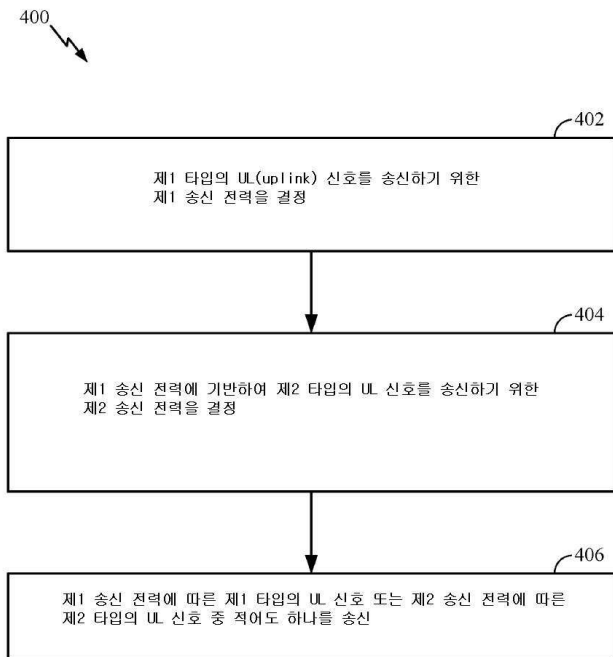 400
402
제1 타입의 UL(uplink) 신호를 송신하기 위한
제1 송신 전력을 결정
404
제1 송신 전력에 기반하여 제2 타입의 UL 신호를 송신하기 위한
제2 송신 전력을 결정
406
제1 송신 전력에 따른 제1 타입의 UL 신호 또는 제2 송신 전력에 따른
제2 타입의 UL 신호 중 적어도 하나를 송신